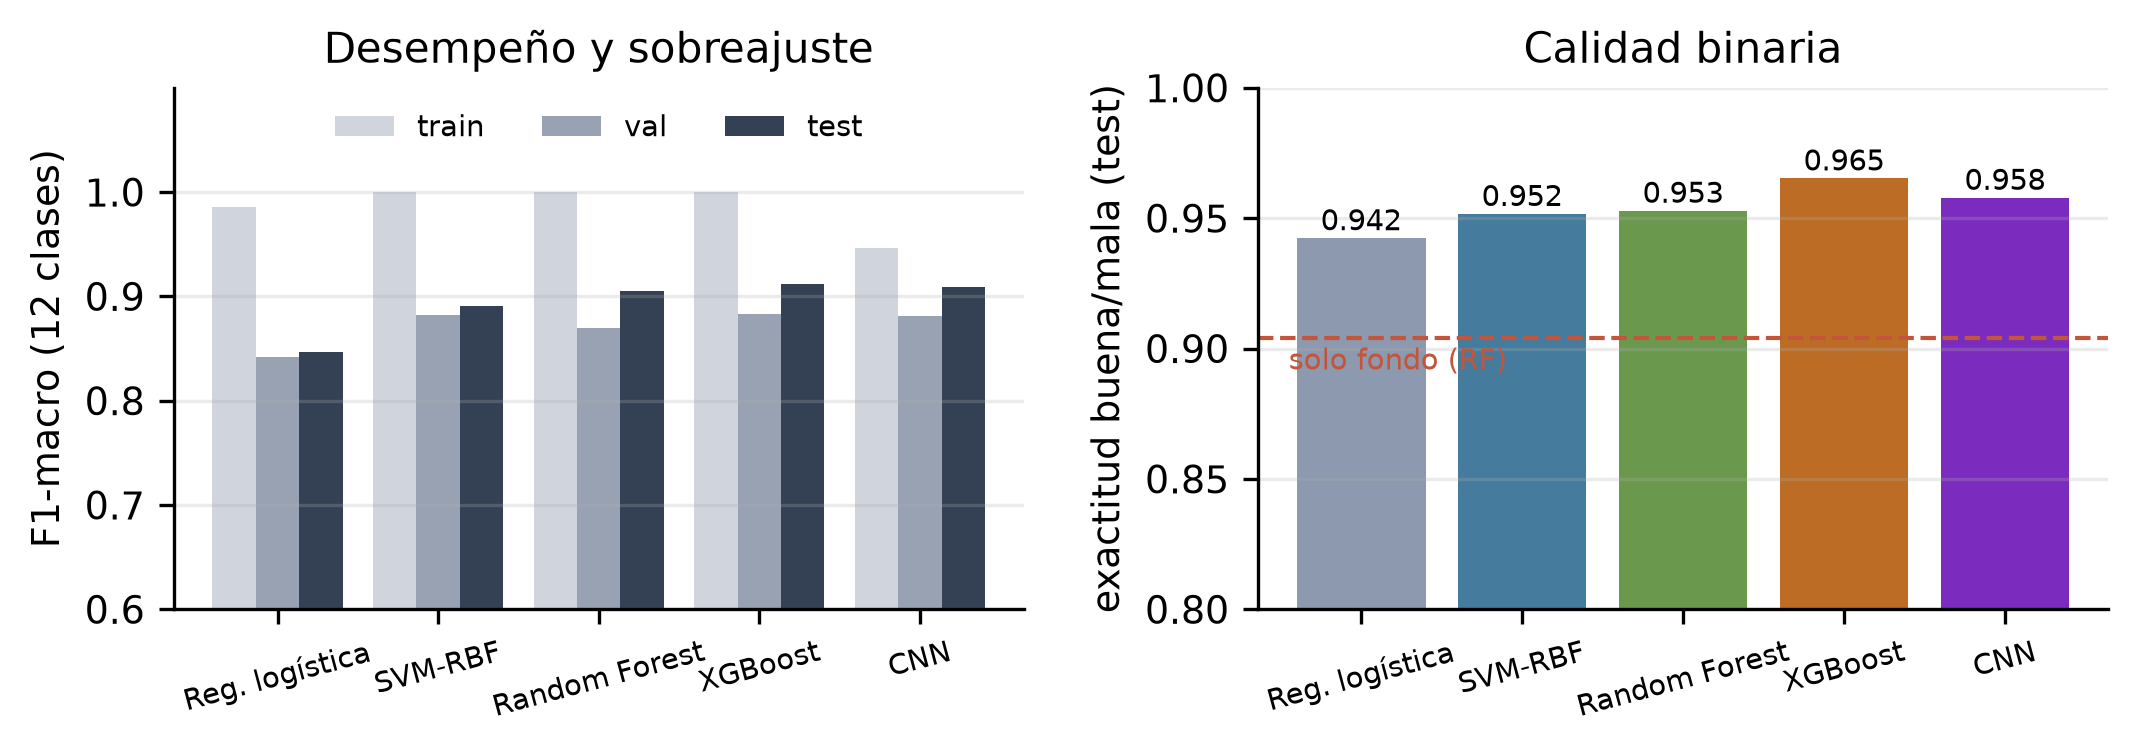 Desempeño y sobreajuste
train val test
F1-macro (12 clases)
1.0
0.9
0.8
0.7
0.6
Reg. logística
SVM-RBF
Random Forest
XGBoost
CNN
Calidad binaria
exactitud buena/mala (test)
1.00
0.95
0.90
0.85
0.80
0.942
0.952
0.953
0.965
0.958
solo fondo (RF)
Reg. logística
SVM-RBF
Random Forest
XGBoost
CNN